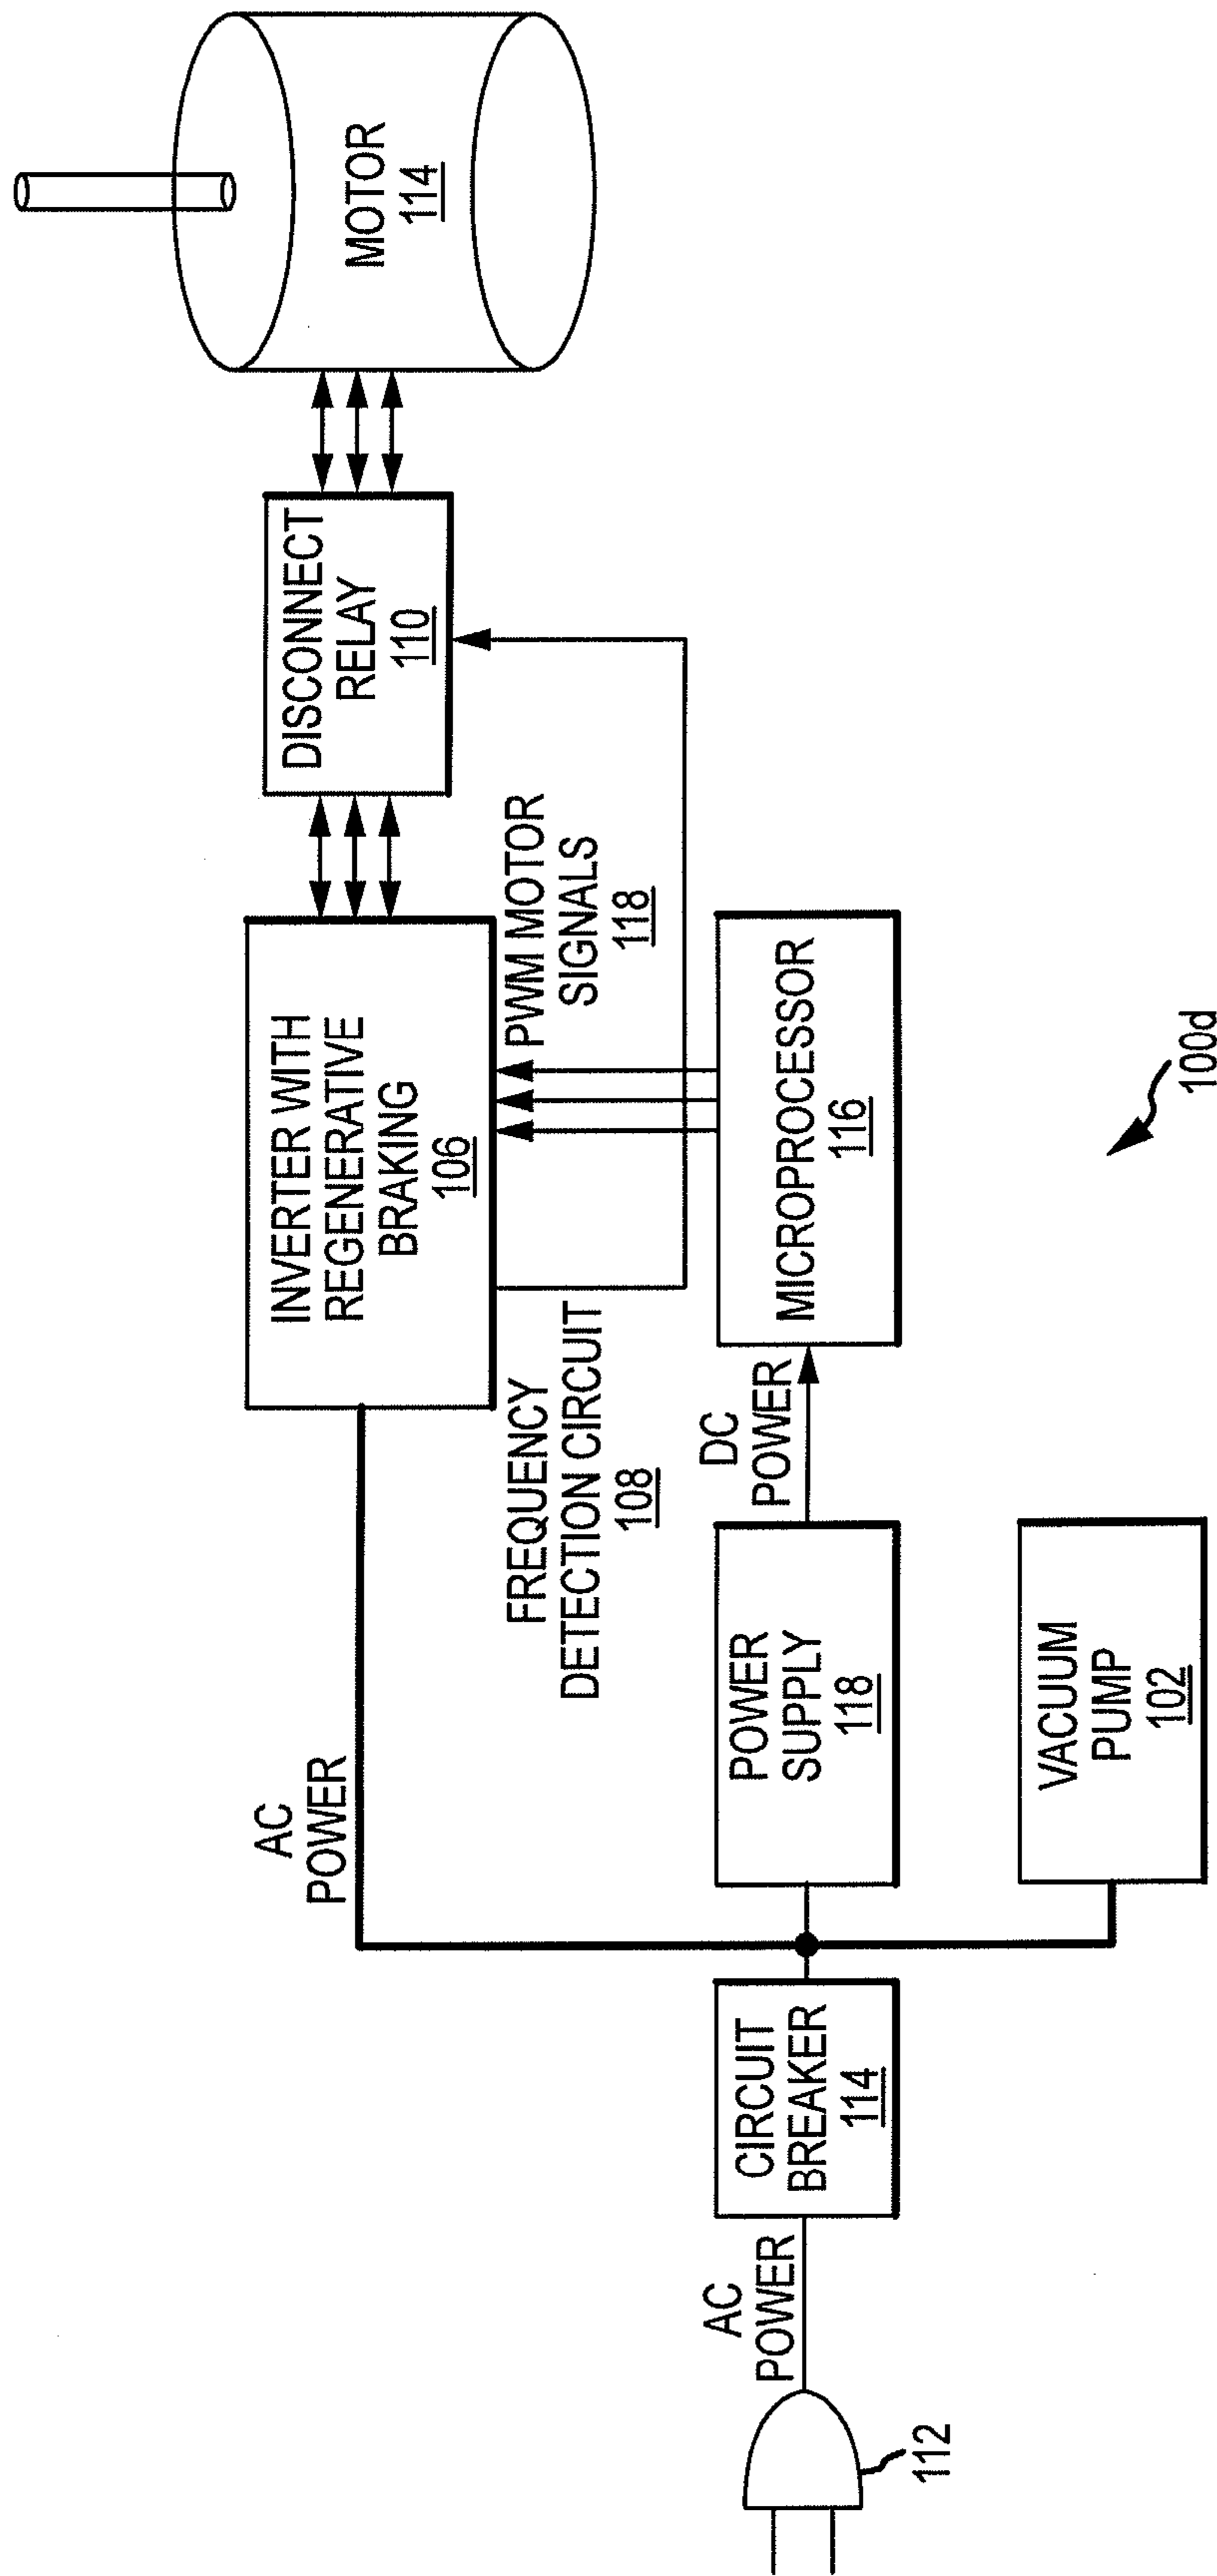 MOTOR
114
DISCONNECT
RELAY
110
INVERTER WITH
REGENERATIVE
BRAKING
106
PWM MOTOR
SIGNALS
118
FREQUENCY
DETECTION CIRCUIT
108
MICROPROCESSOR
116
DC
POWER
AC
POWER
POWER
SUPPLY
118
VACUUM
PUMP
102
CIRCUIT
BREAKER
114
AC
POWER
112
100d